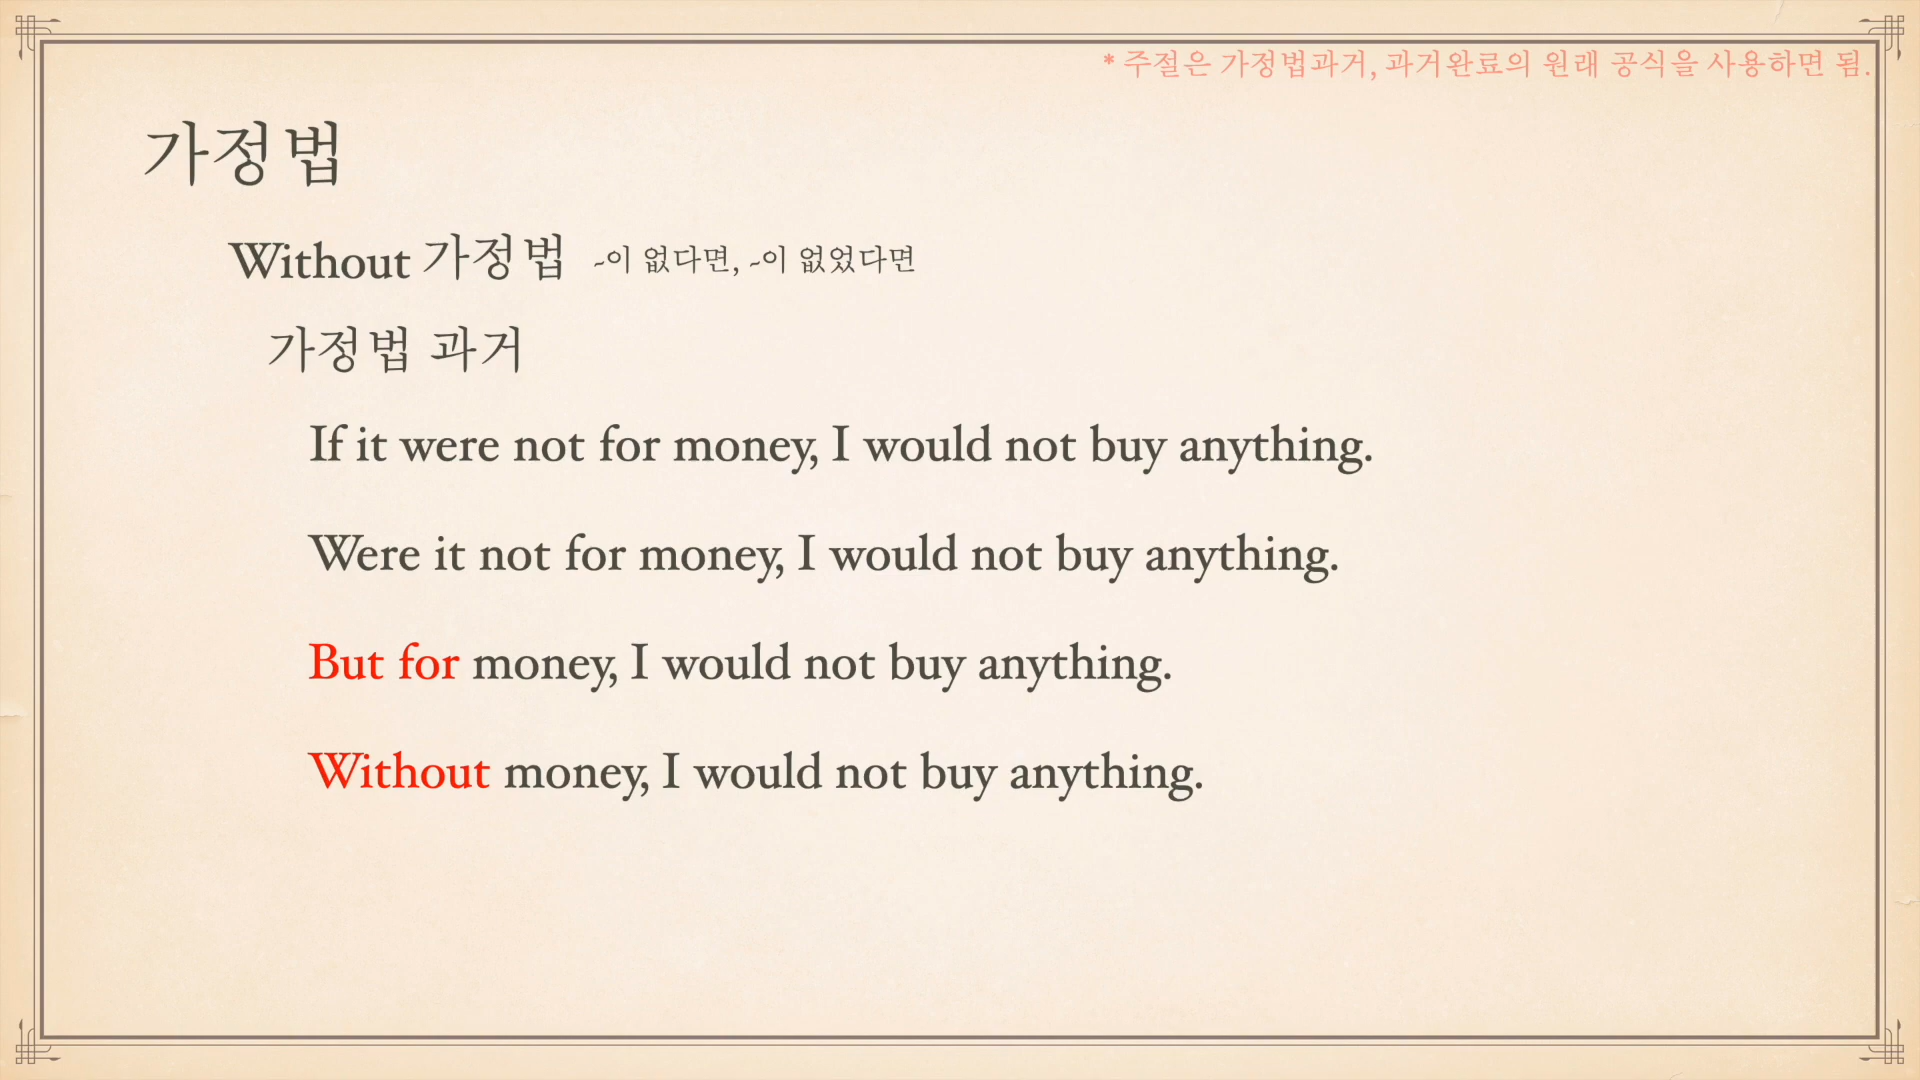 * 주절은 가정법과거, 과거완료의 원래 공식을 사용하면 됨.
가정법
Without 가정법 ~이 없다면, ~이 없었다면
가정법 과거
If it were not for money, I would not buy anything.
Were it not for money, I would not buy anything.
But for money, I would not buy anything.
Without money, I would not buy anything.